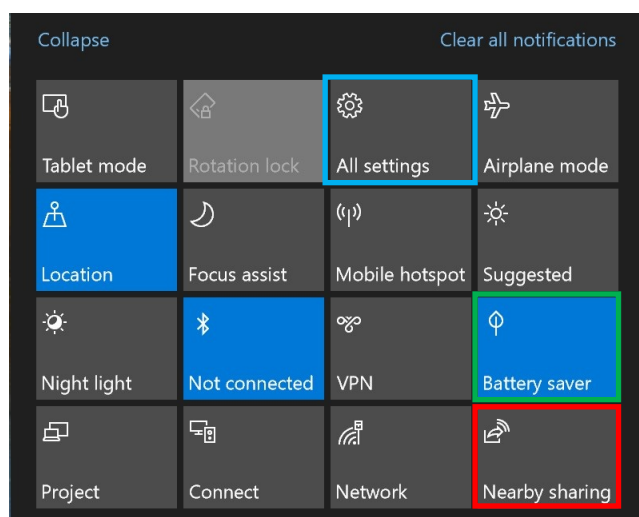 Collapse Clear all notifications
Tablet mode Rotation lock All settings Airplane mode
Location Focus assist Mobile hotspot Suggested
Night light Not connected VPN Battery saver
Project Connect Network Nearby sharing